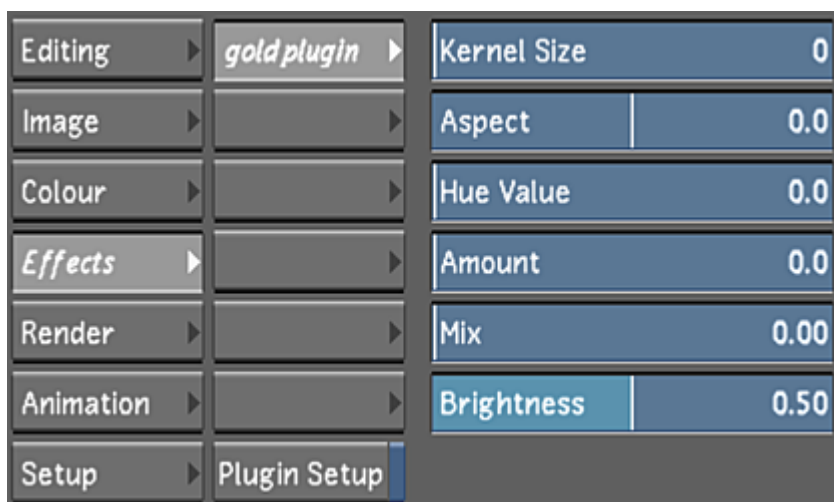 Editing gold plugin Kernel Size 0
Image Aspect 0.0
Colour Hue Value 0.0
Effects Amount 0.0
Render Mix 0.00
Animation Brightness 0.50
Setup Plugin Setup